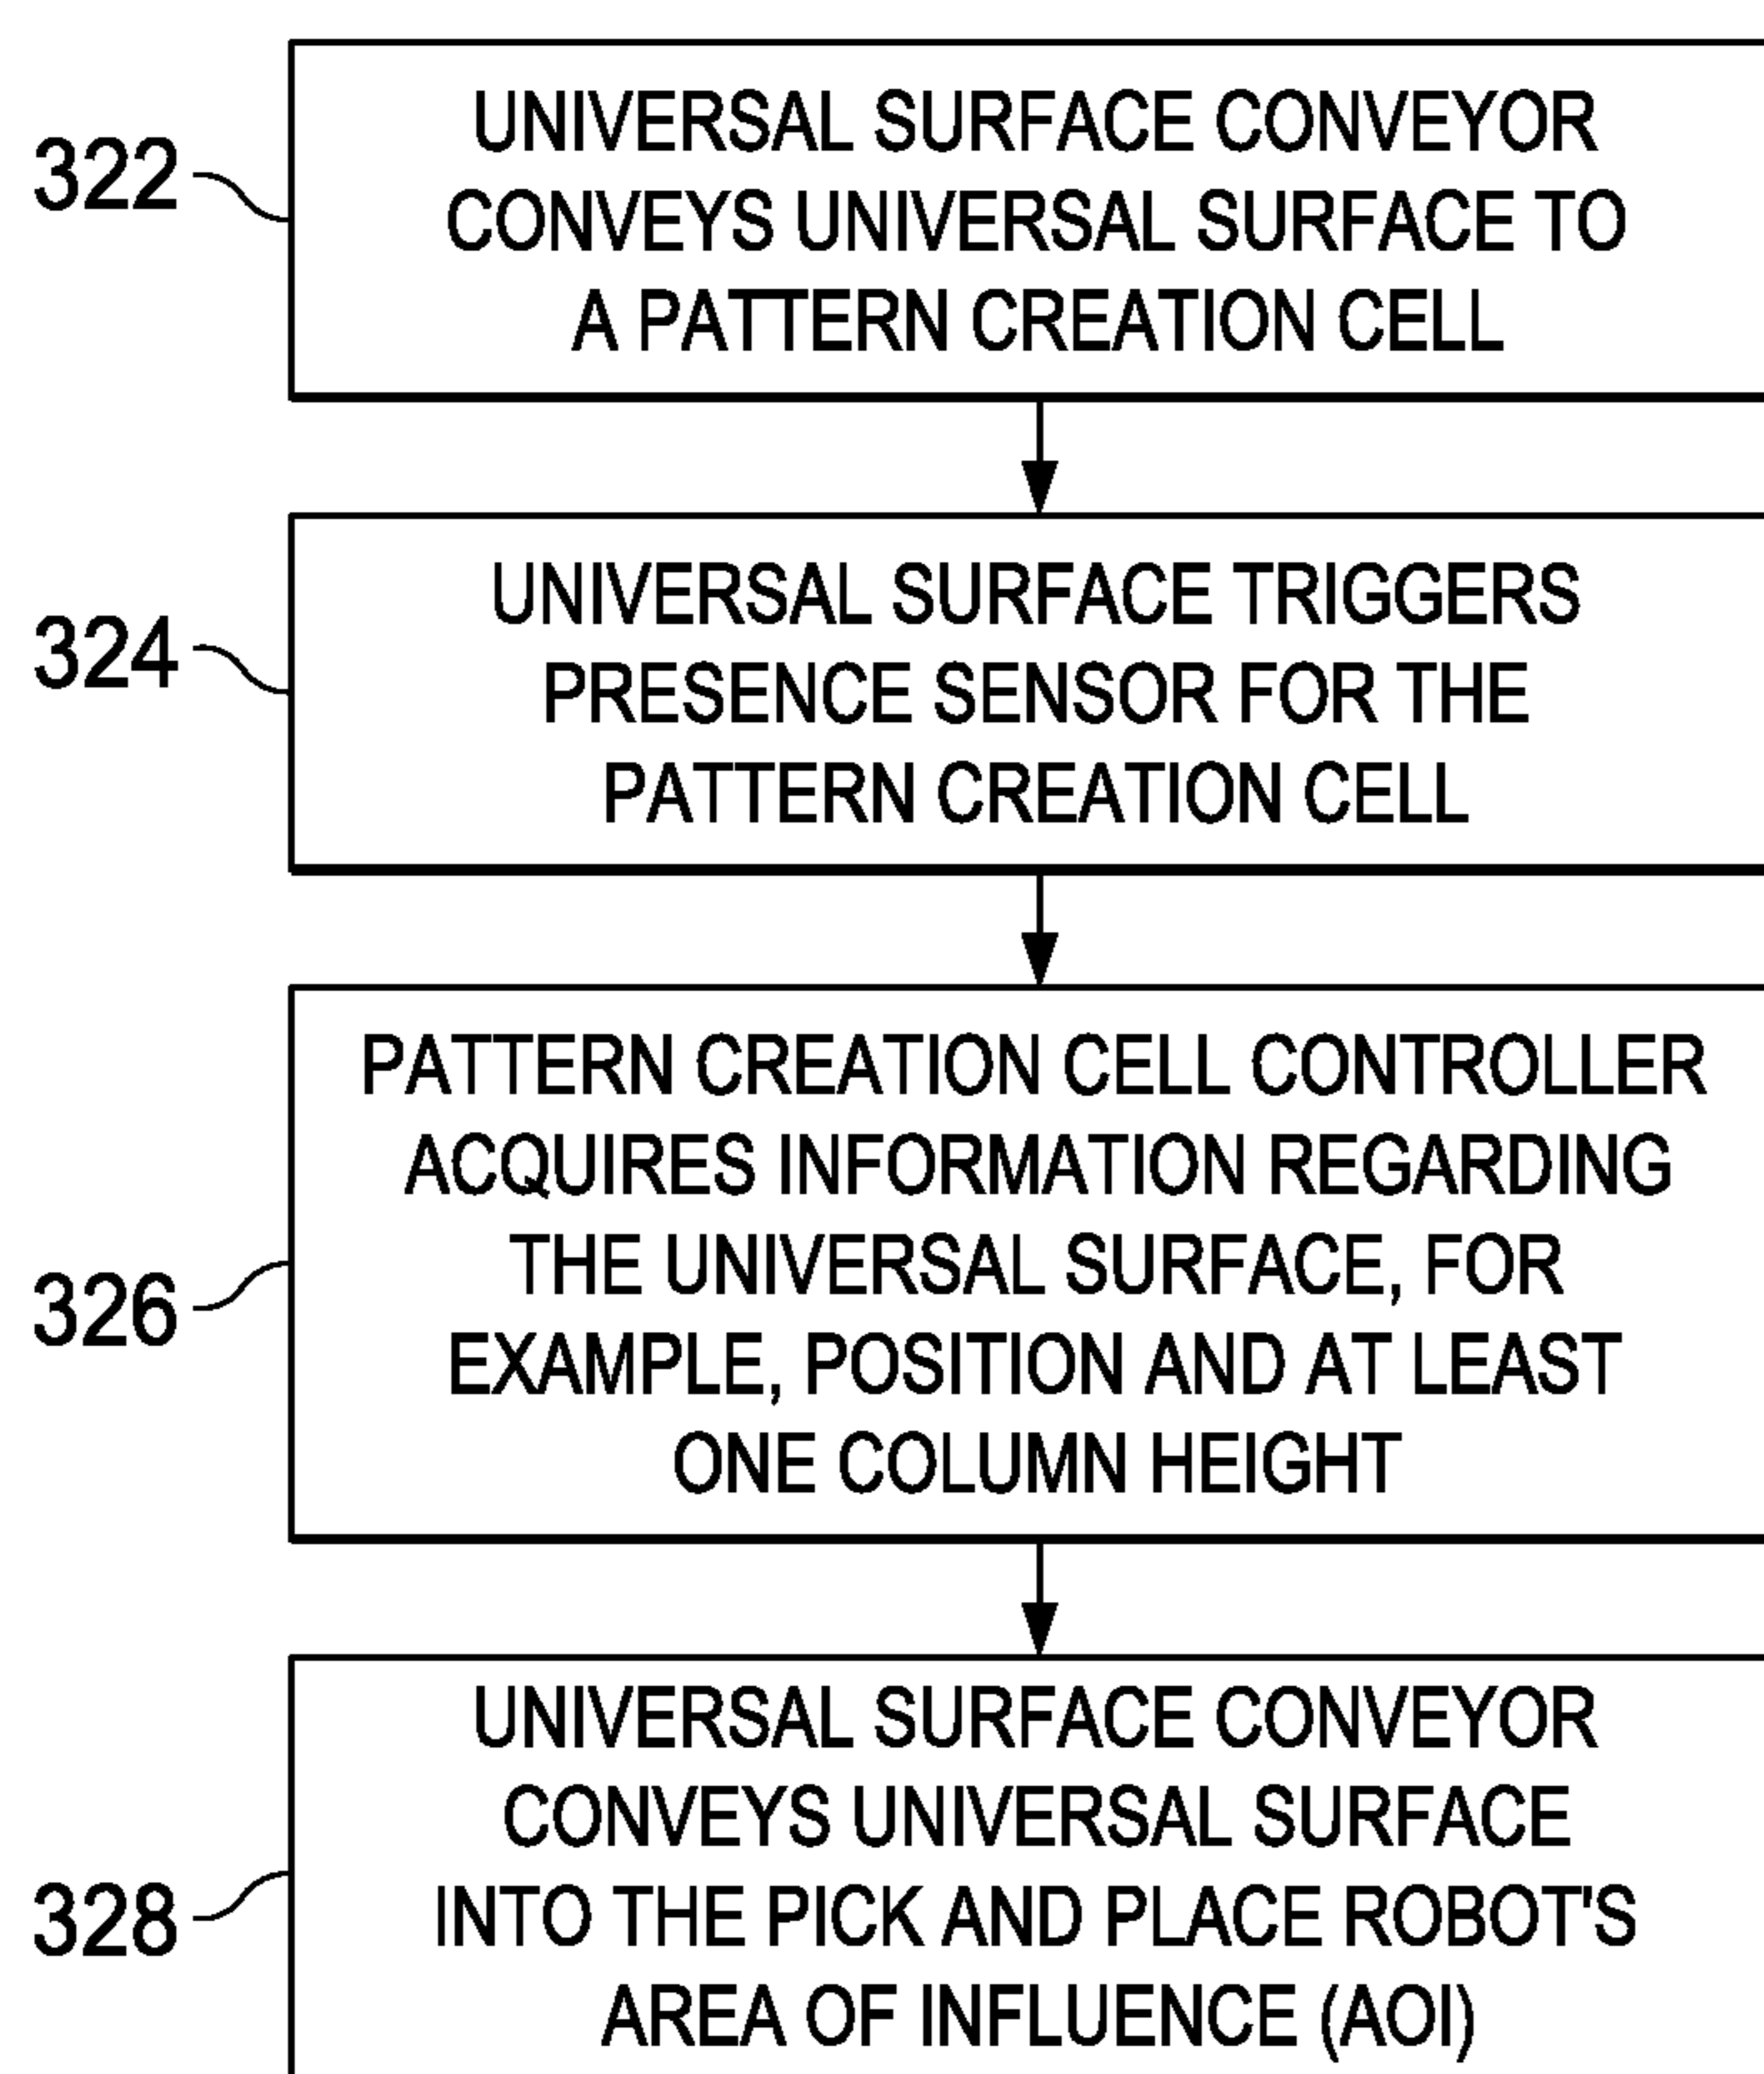 322
UNIVERSAL SURFACE CONVEYOR
CONVEYS UNIVERSAL SURFACE TO
A PATTERN CREATION CELL
324
UNIVERSAL SURFACE TRIGGERS
PRESENCE SENSOR FOR THE
PATTERN CREATION CELL
326
PATTERN CREATION CELL CONTROLLER
ACQUIRES INFORMATION REGARDING
THE UNIVERSAL SURFACE, FOR
EXAMPLE, POSITION AND AT LEAST
ONE COLUMN HEIGHT
328
UNIVERSAL SURFACE CONVEYOR
CONVEYS UNIVERSAL SURFACE
INTO THE PICK AND PLACE ROBOT'S
AREA OF INFLUENCE (AOI)